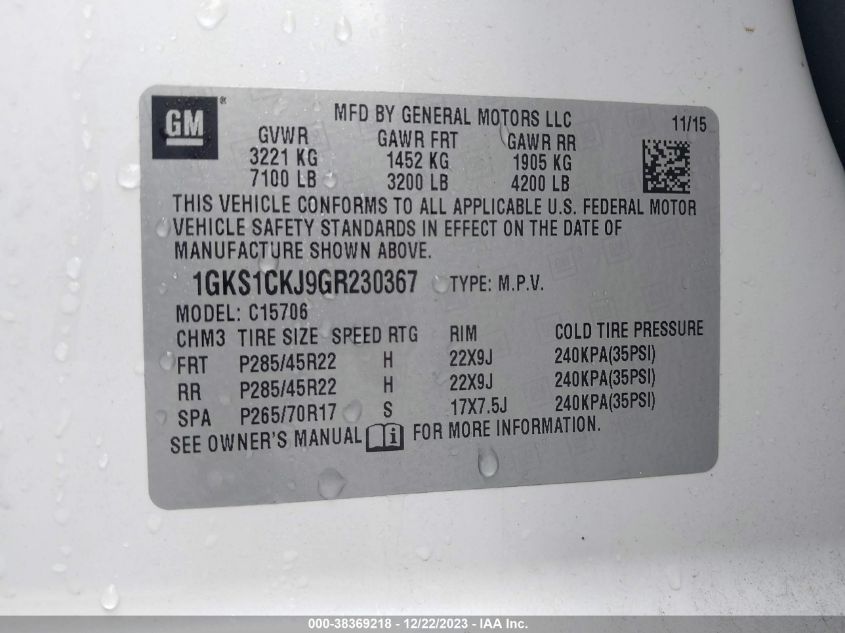 GM®
MFD BY GENERAL MOTORS LLC
11/15
GVWR GAWR FRT GAWR RR
3221 KG 1452 KG 1905 KG
7100 LB 3200 LB 4200 LB
THIS VEHICLE CONFORMS TO ALL APPLICABLE U.S. FEDERAL MOTOR
VEHICLE SAFETY STANDARDS IN EFFECT ON THE DATE OF
MANUFACTURE SHOWN ABOVE.
1GKS1CKJ9GR230367 TYPE: M.P.V.
MODEL: C15706
CHM3 TIRE SIZE SPEED RTG RIM COLD TIRE PRESSURE
FRT P285/45R22 H 22X9J 240KPA(35PSI)
RR P285/45R22 H 22X9J 240KPA(35PSI)
SPA P265/70R17 S 17X7.5J 240KPA(35PSI)
SEE OWNER'S MANUAL i FOR MORE INFORMATION.
000-38369218 - 12/22/2023 - IAA Inc.